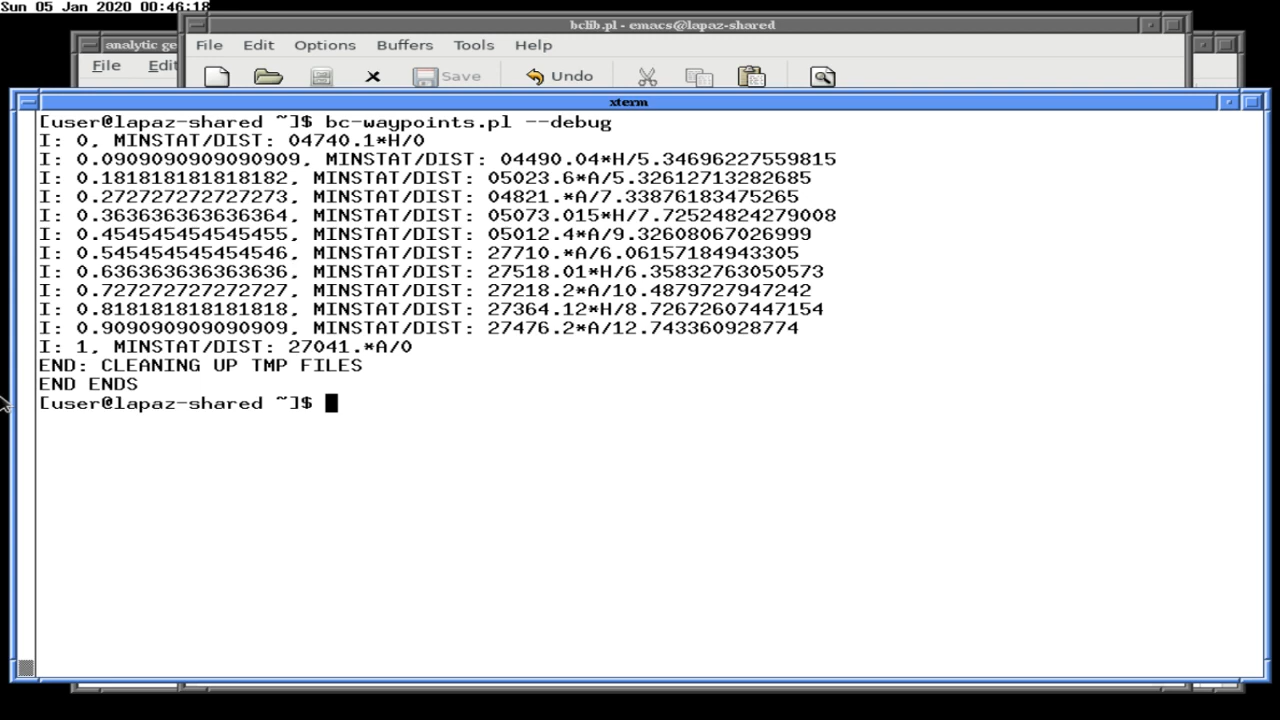 Sun 05 Jan 2020 00:46:18
bclib.pl - emacs@lapaz-shared
analytic ge
File Edit Options Buffers Tools Help
File Edit
Save Undo
xterm
[user@lapaz-shared ~]$ bc-waypoints.pl --debug
I: 0, MINSTAT/DIST: 04740.1*H/0
I: 0.0909090909090909, MINSTAT/DIST: 04490.04*H/5.34696227559815
I: 0.181818181818182, MINSTAT/DIST: 05023.6*A/5.32612713282685
I: 0.272727272727273, MINSTAT/DIST: 04821.*A/7.33876183475265
I: 0.363636363636364, MINSTAT/DIST: 05073.015*H/7.72524824279008
I: 0.454545454545455, MINSTAT/DIST: 05012.4*A/9.32608067026999
I: 0.545454545454546, MINSTAT/DIST: 27710.*A/6.06157184943305
I: 0.636363636363636, MINSTAT/DIST: 27518.01*H/6.35832763050573
I: 0.727272727272727, MINSTAT/DIST: 27218.2*A/10.4879727947242
I: 0.818181818181818, MINSTAT/DIST: 27364.12*H/8.72672607447154
I: 0.909090909090909, MINSTAT/DIST: 27476.2*A/12.743360928774
I: 1, MINSTAT/DIST: 27041.*A/0
END: CLEANING UP TMP FILES
END ENDS
[user@lapaz-shared ~]$